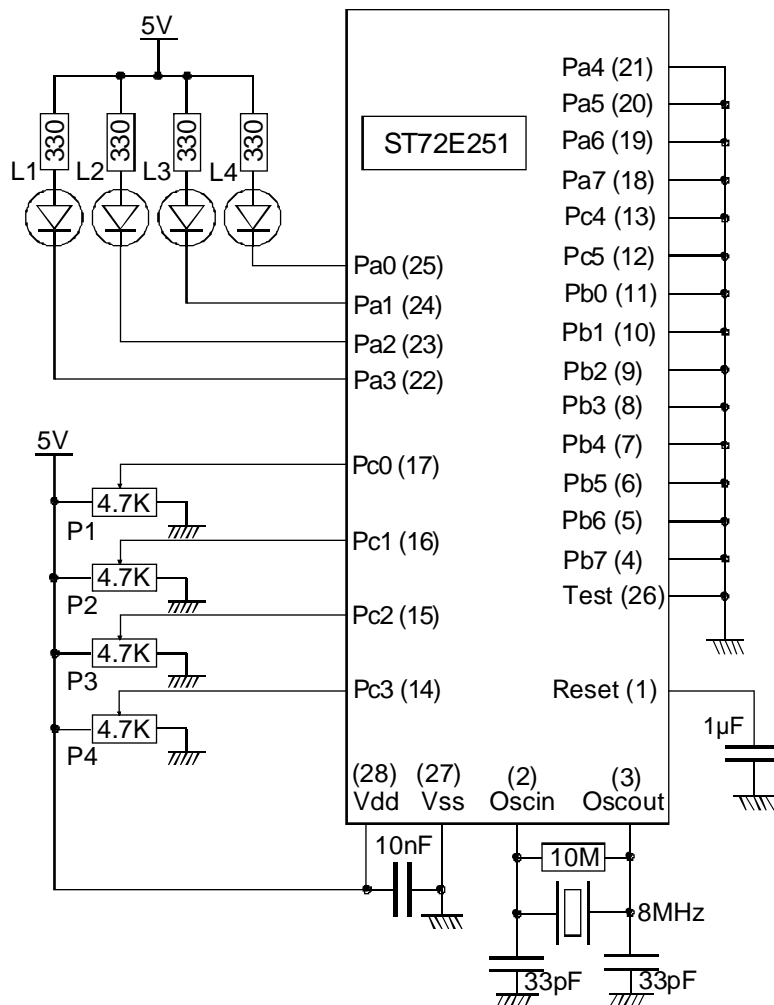 5V
330
330
330
330
L1
L2
L3
L4
ST72E251
Pa0 (25)
Pa1 (24)
Pa2 (23)
Pa3 (22)
5V
Pc0 (17)
4.7K
P1
Pc1 (16)
4.7K
P2
Pc2 (15)
4.7K
P3
Pc3 (14)
4.7K
P4
Pa4 (21)
Pa5 (20)
Pa6 (19)
Pa7 (18)
Pc4 (13)
Pc5 (12)
Pb0 (11)
Pb1 (10)
Pb2 (9)
Pb3 (8)
Pb4 (7)
Pb5 (6)
Pb6 (5)
Pb7 (4)
Test (26)
Reset (1)
1µF
(28)
Vdd
(27)
Vss
(2)
Oscin
(3)
Oscout
10nF
10M
8MHz
33pF
33pF